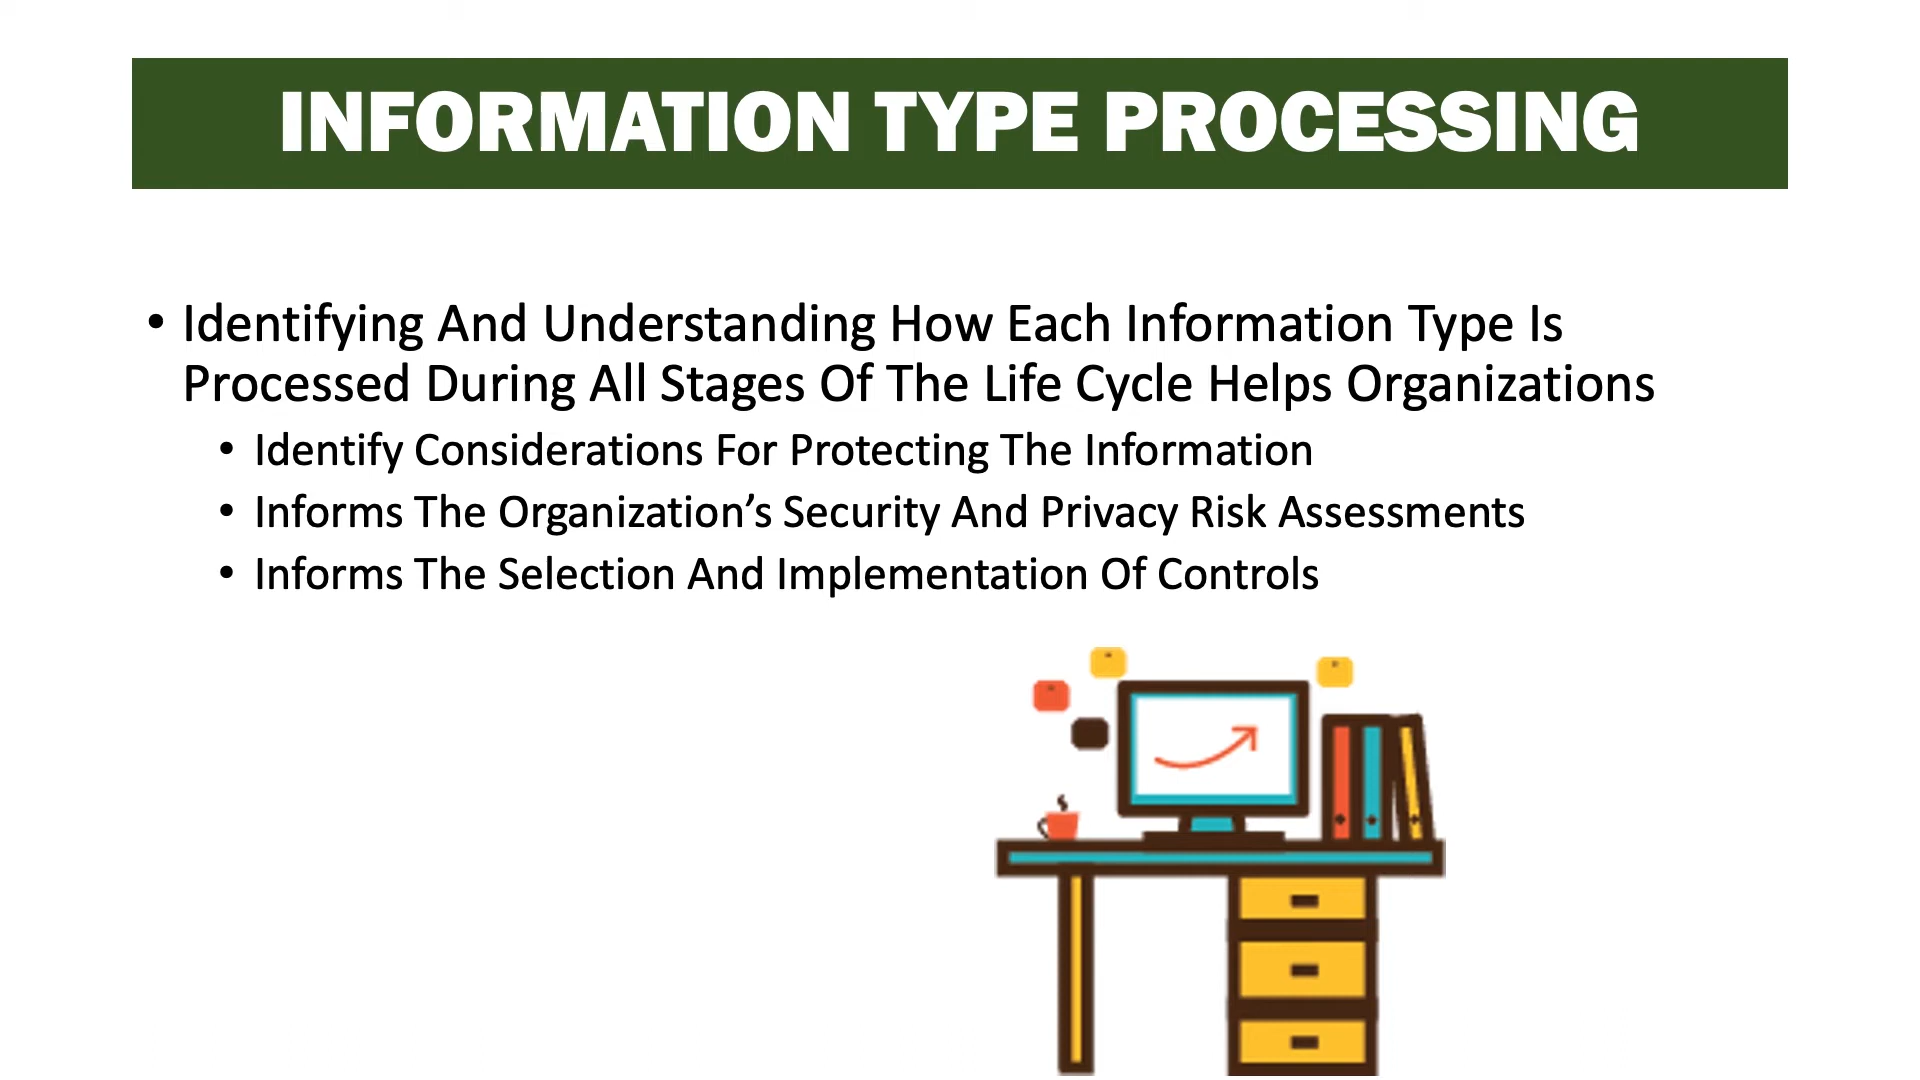 INFORMATION TYPE PROCESSING
• Identifying And Understanding How Each Information Type Is
Processed During All Stages Of The Life Cycle Helps Organizations
• Identify Considerations For Protecting The Information
• Informs The Organization’s Security And Privacy Risk Assessments
• Informs The Selection And Implementation Of Controls